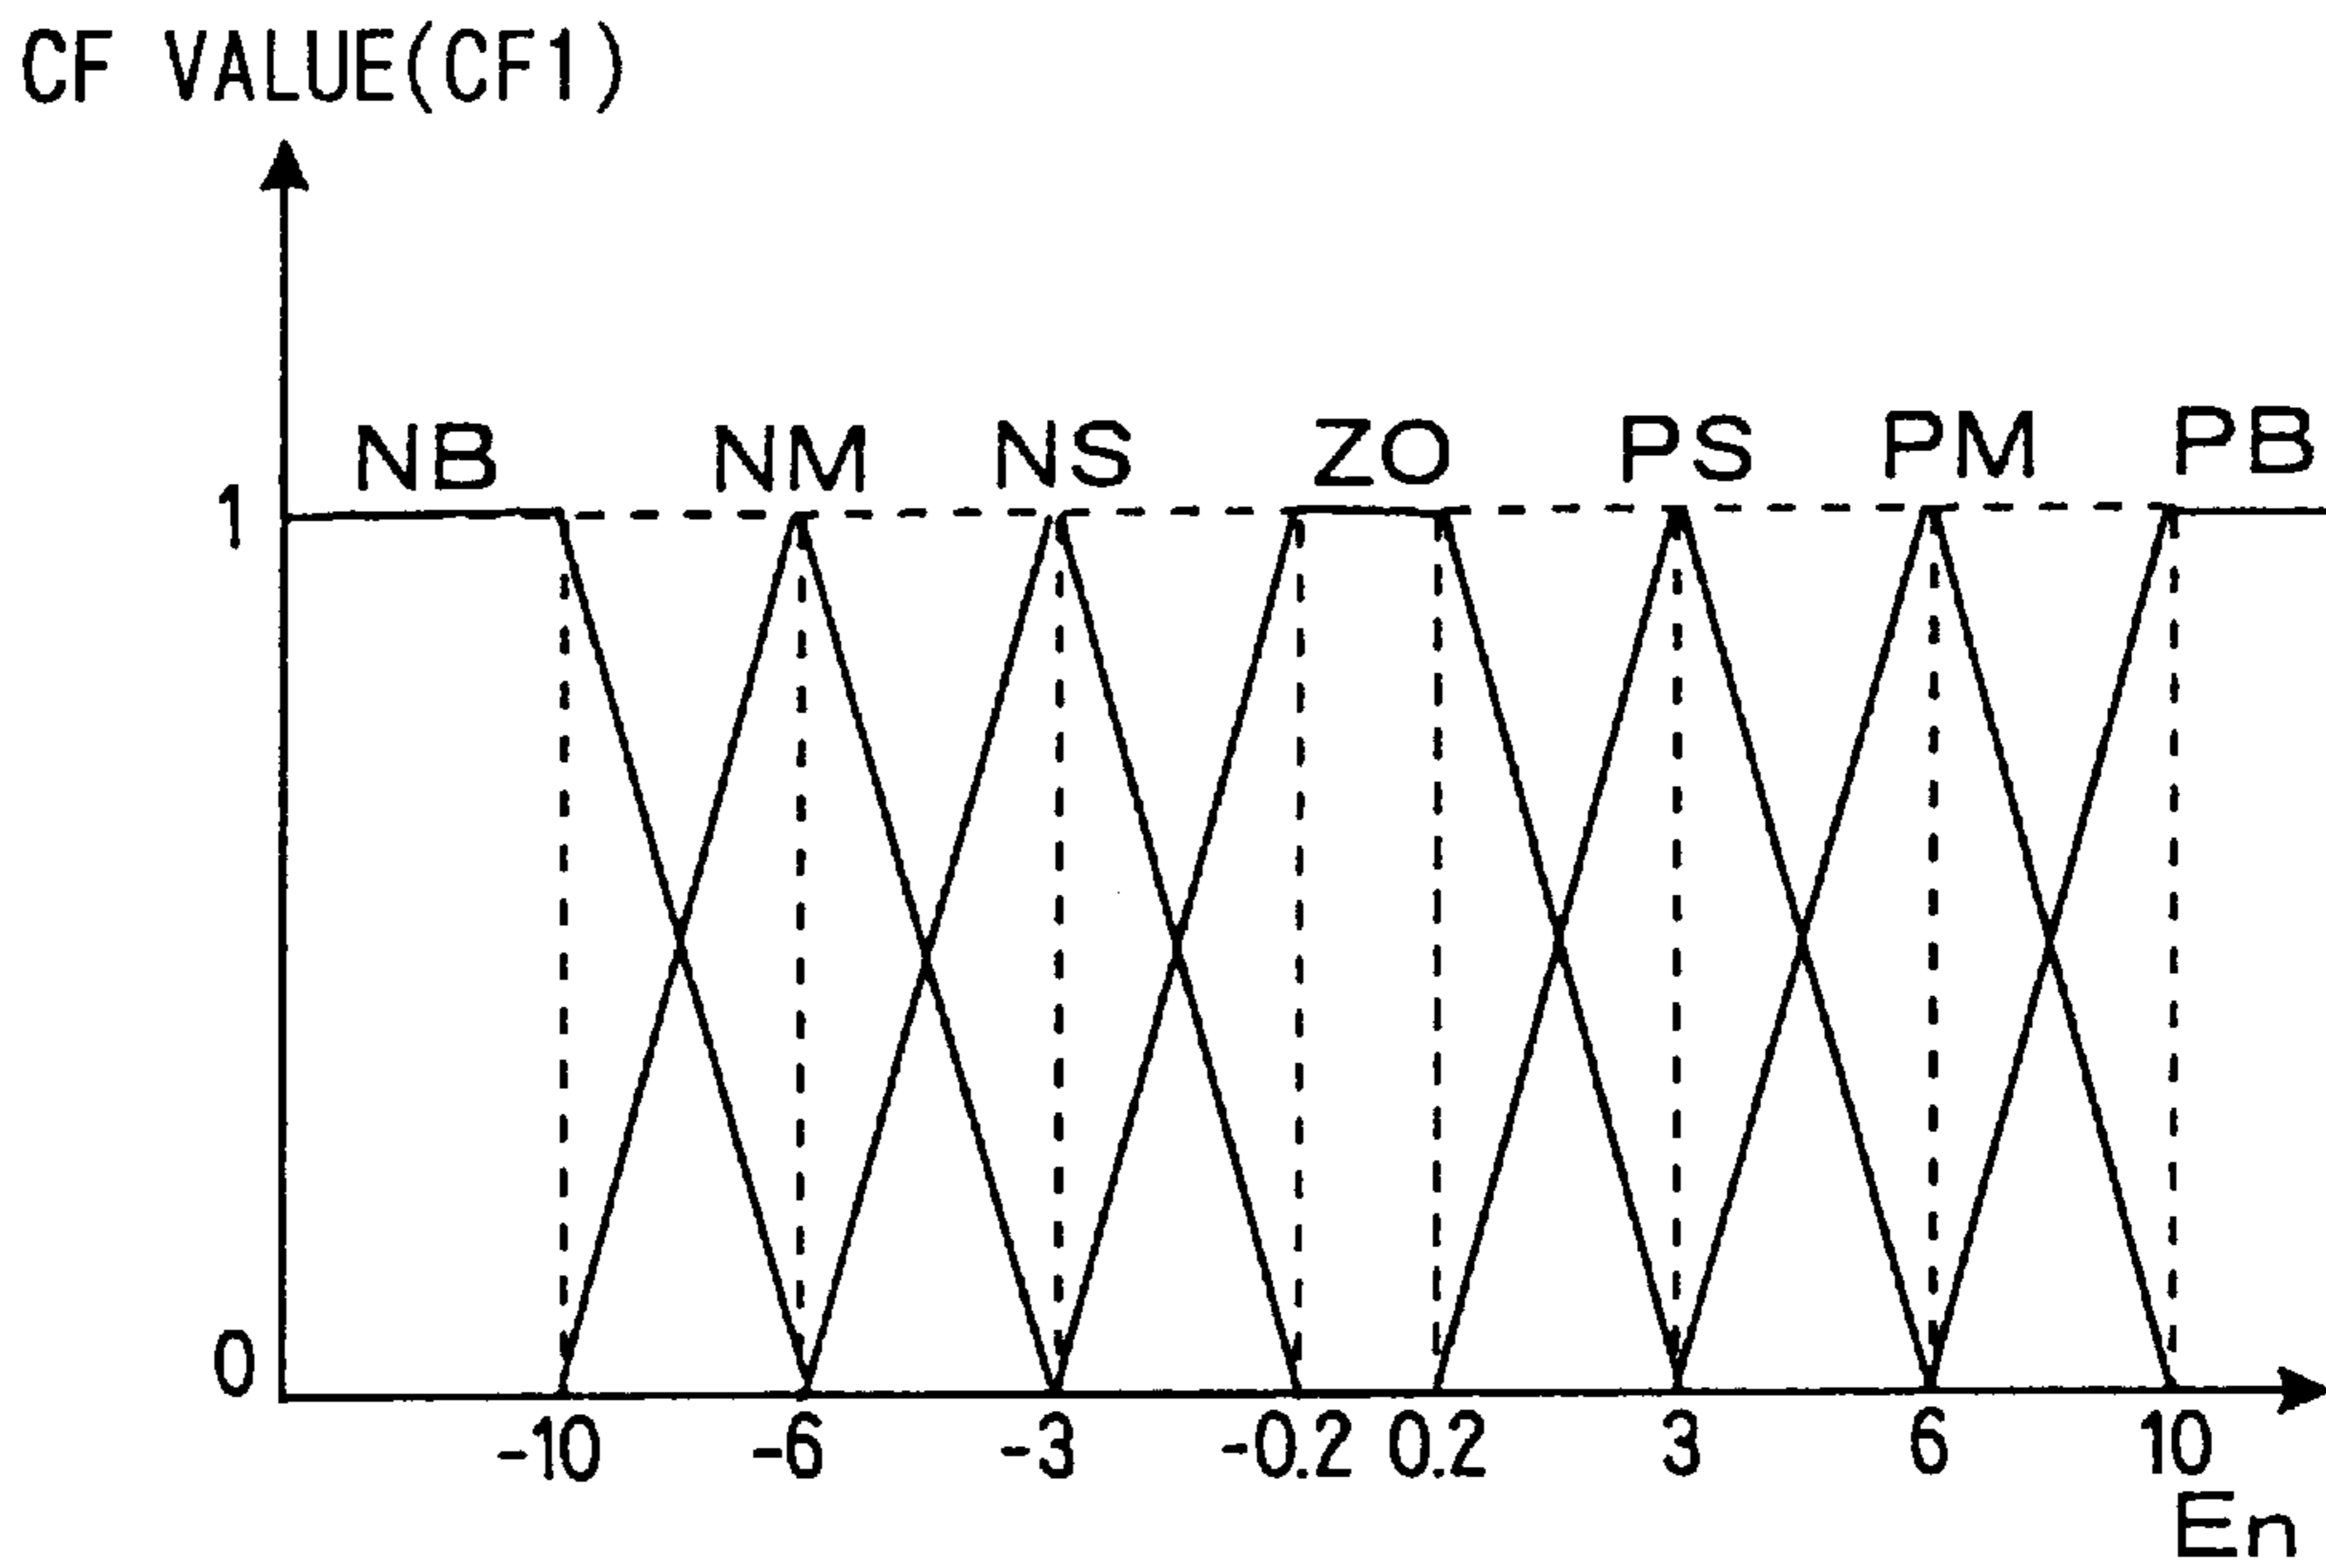 CF VALUE(CF1)
NB NM NS ZO PS PM PB
1
0
-10 -6 -3 -0.2 0.2 3 6 10
En